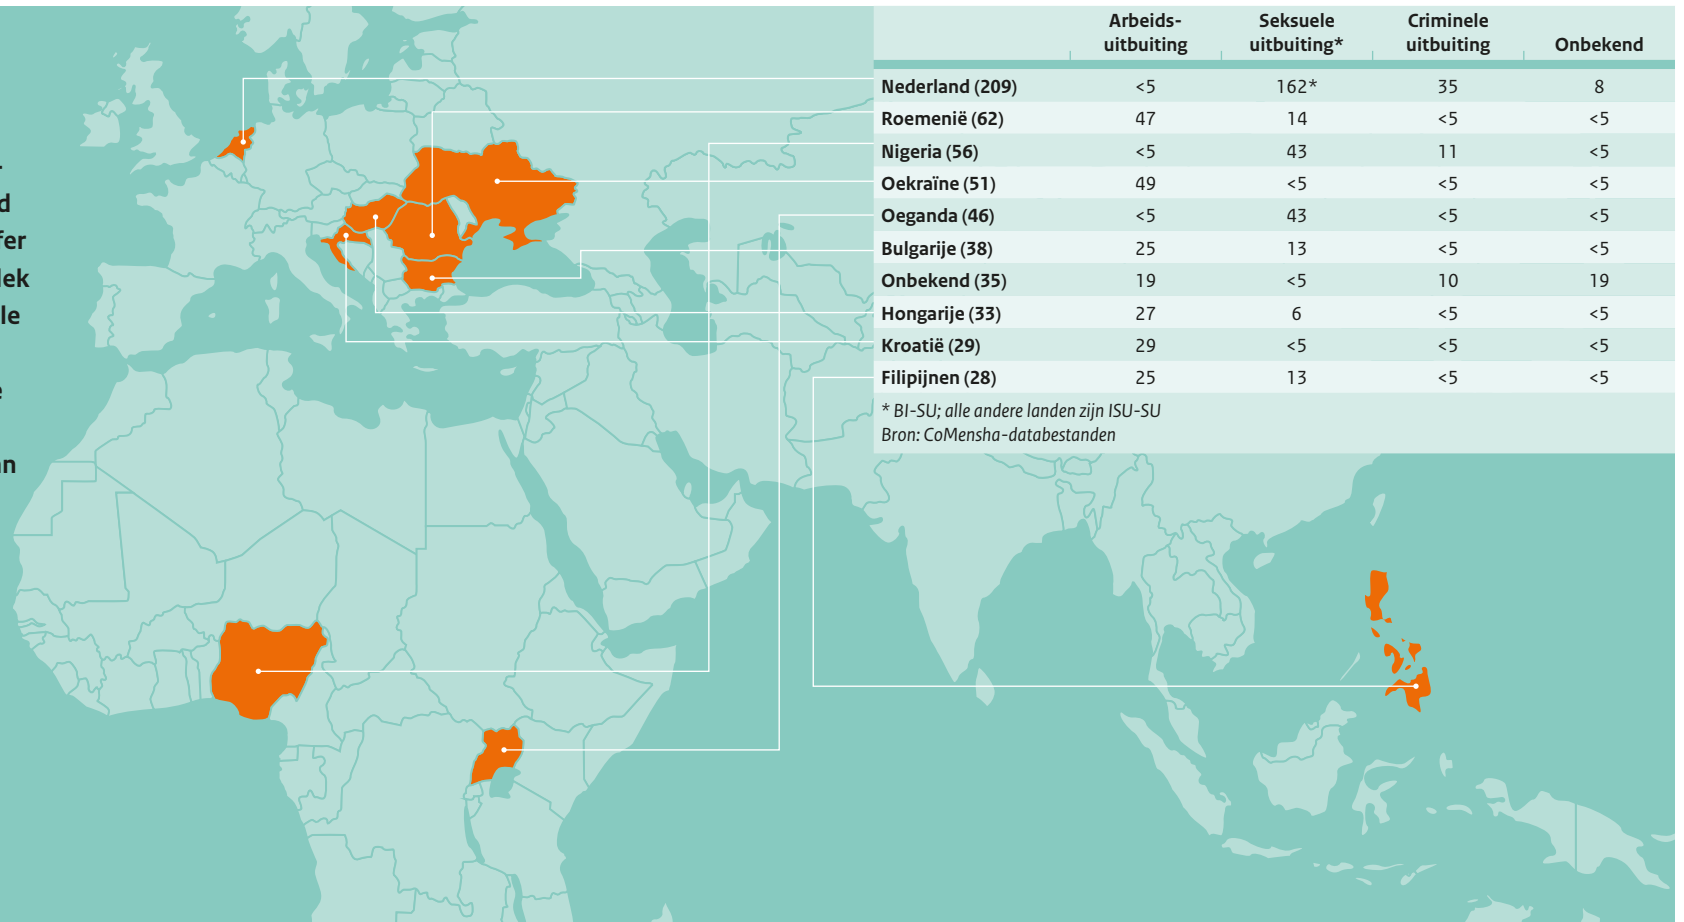 d
fer
lek
le
e
an
Arbeids- Seksuele Criminele
uitbuiting uitbuiting* uitbuiting Onbekend
Nederland (209) <5 162* 35 8
Roemenië (62) 47 14 <5 <5
Nigeria (56) <5 43 11 <5
Oekraïne (51) 49 <5 <5 <5
Oeganda (46) <5 43 <5 <5
Bulgarije (38) 25 13 <5 <5
Onbekend (35) 19 <5 10 19
Hongarije (33) 27 6 <5 <5
Kroatië (29) 29 <5 <5 <5
Filipijnen (28) 25 13 <5 <5
* BI-SU; alle andere landen zijn ISU-SU
Bron: CoMensha-databestanden